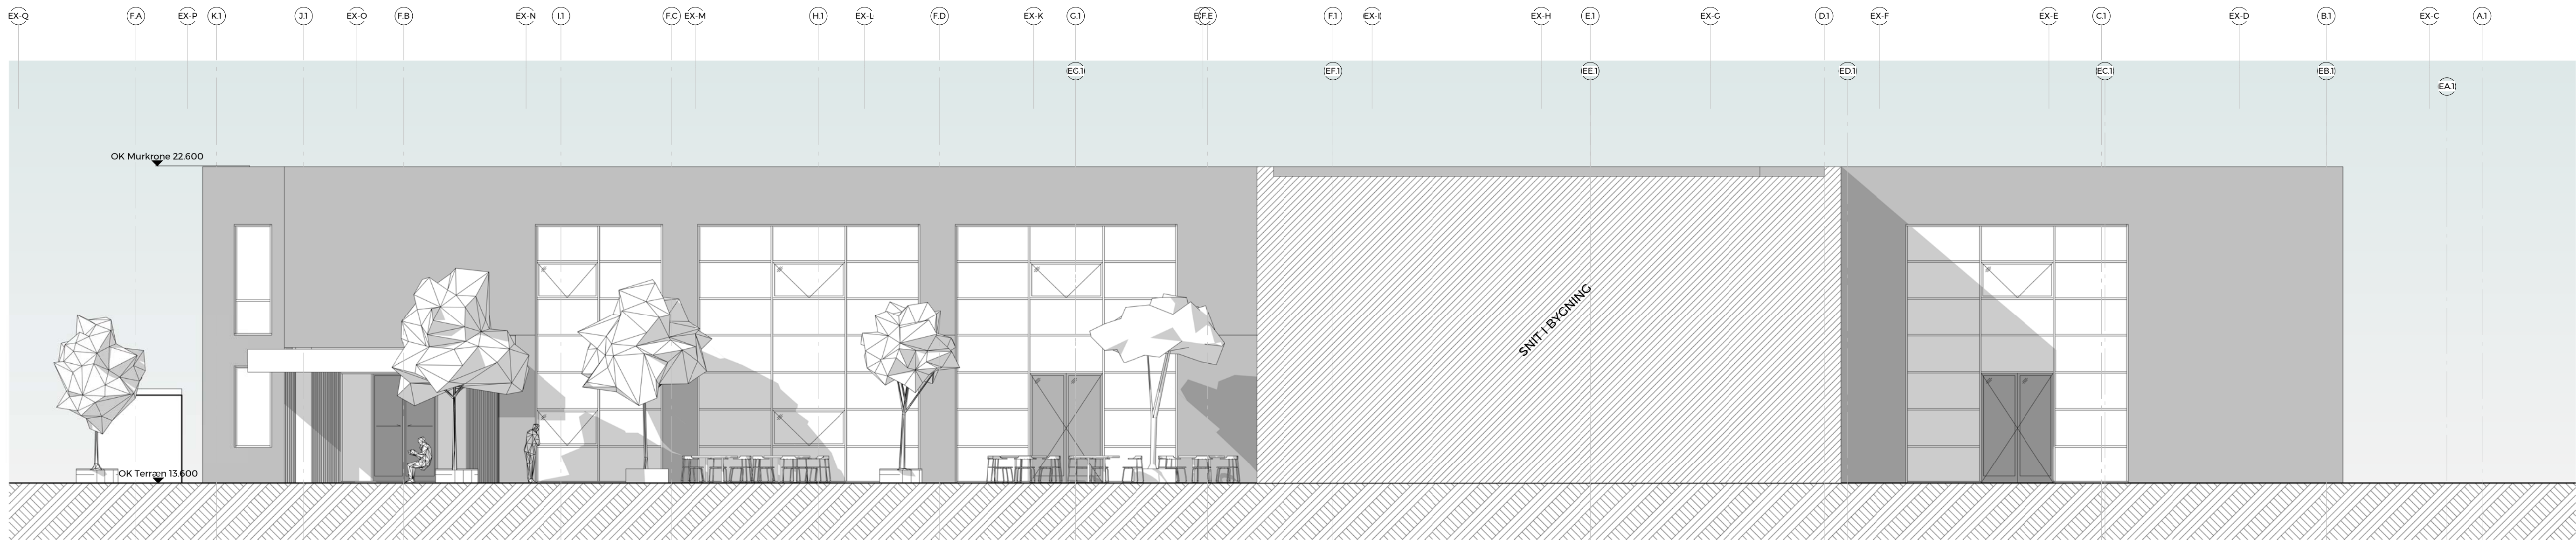 EX-Q F.A EX-P K.1 J.1 EX-O F.B EX-N I.1 F.C EX-M H.1 EX-L F.D EX-K G.1 F.E F.1 EX-I EX-H E.1 EX-G D.1 EX-F EX-E C.1 EX-D B.1 EX-C A.1
EG.1 EF.1 EE.1 ED.1 EC.1 EB.1
EA.1
OK Murkrone 22.600
SNIT I BYGNING
OK Terræn 13.600